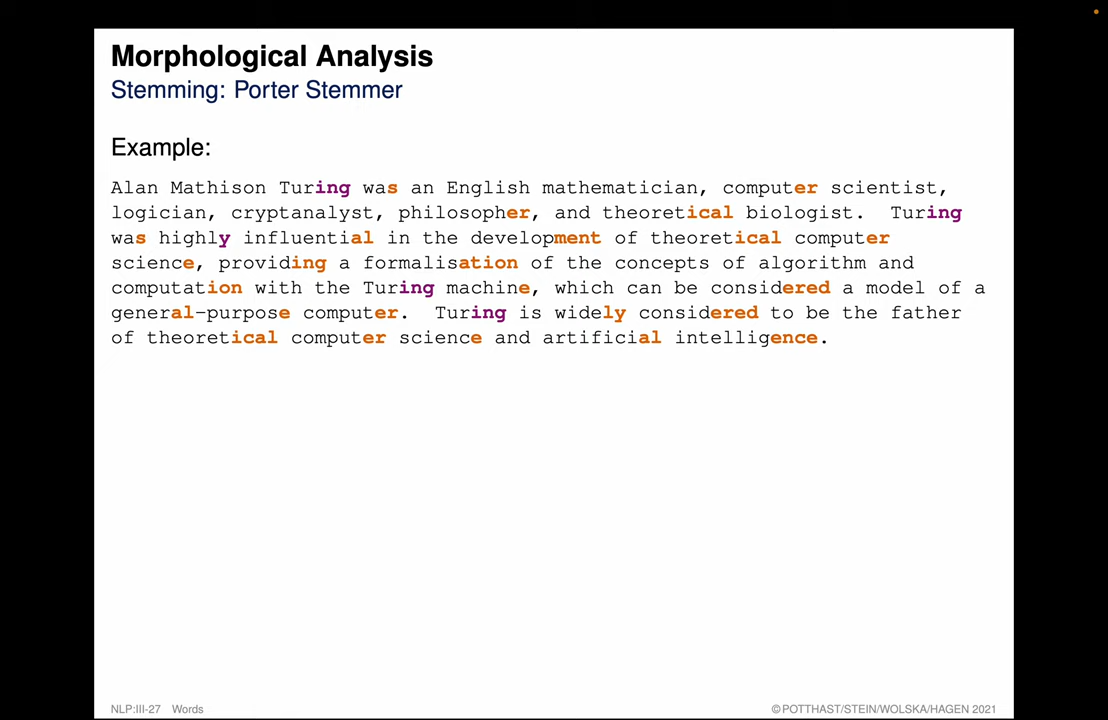 Morphological Analysis
Stemming: Porter Stemmer
Example:
Alan Mathison Turing was an English mathematician, computer scientist,
logician, cryptanalyst, philosopher, and theoretical biologist. Turing
was highly influential in the development of theoretical computer
science, providing a formalisation of the concepts of algorithm and
computation with the Turing machine, which can be considered a model of a
general-purpose computer. Turing is widely considered to be the father
of theoretical computer science and artificial intelligence.
NLP:III-27 Words
©POTTHAST/STEIN/WOLSKA/HAGEN 2021